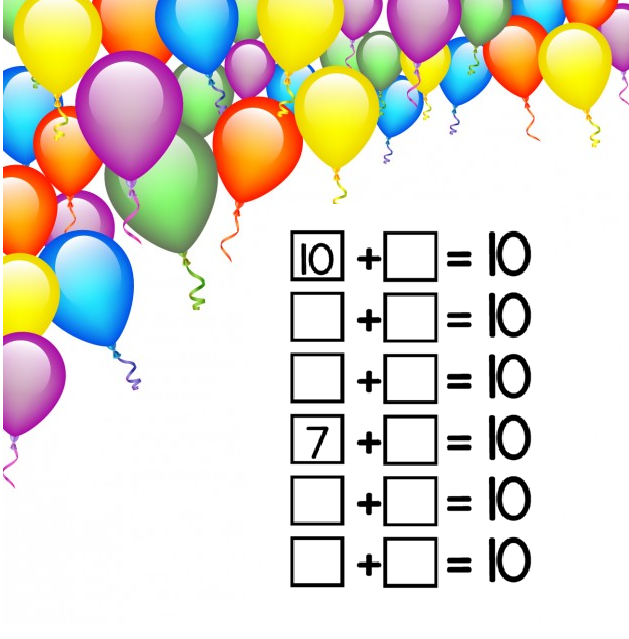 10 + □ = 10
□ + □ = 10
□ + □ = 10
7 + □ = 10
□ + □ = 10
□ + □ = 10